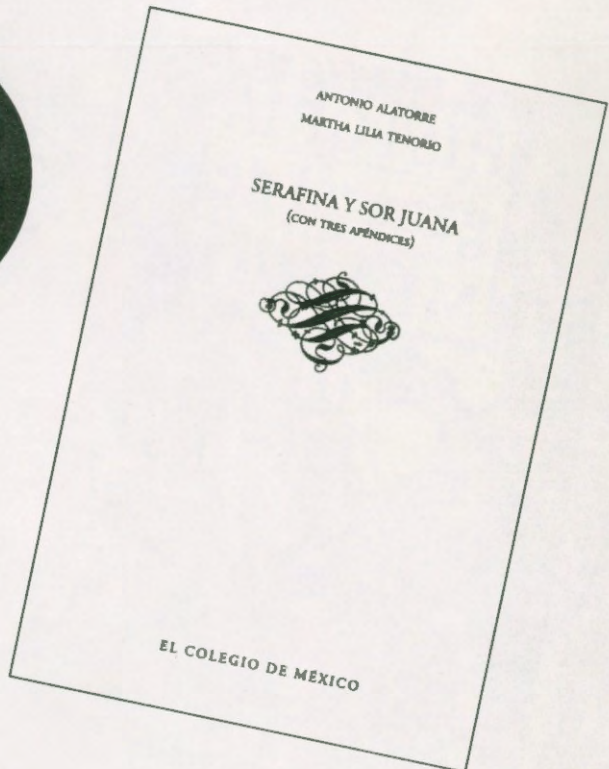 ANTONIO ALATORRE
MARTHA LILIA TENORIO
SERAFINA Y SOR JUANA
(CON TRES APÉNDICES)
EL COLEGIO DE MÉXICO